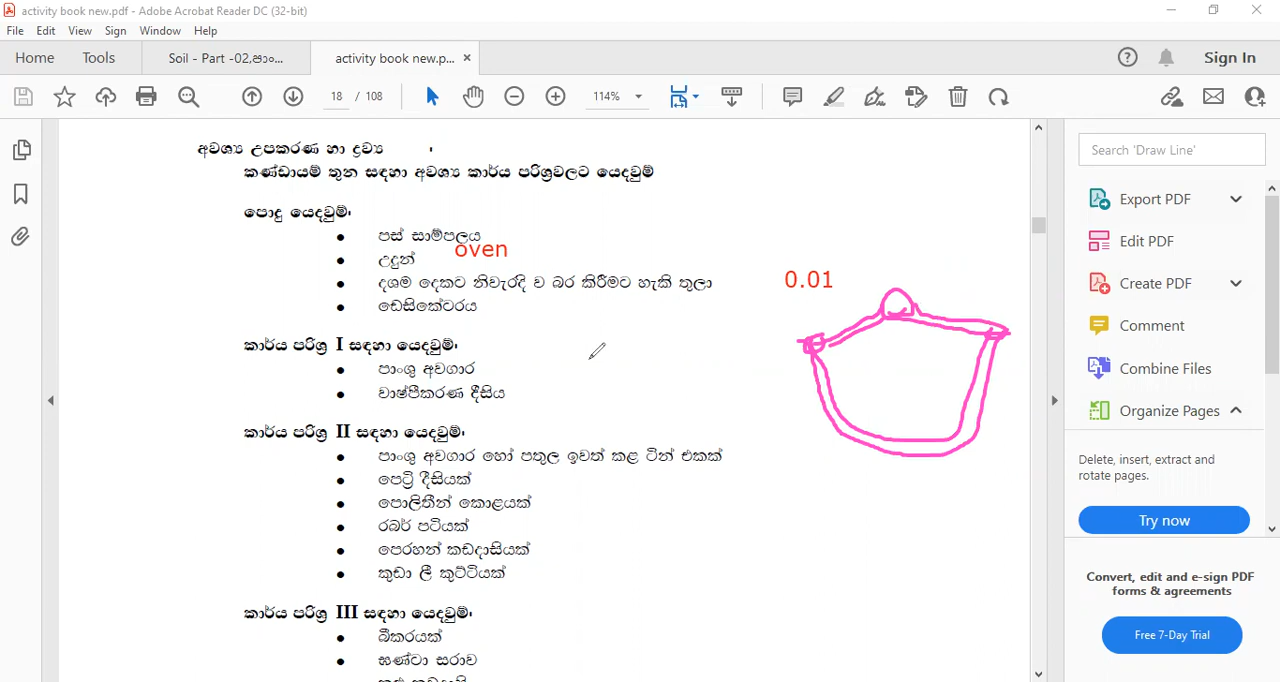 activity book new.pdf - Adobe Acrobat Reader DC (32-bit)
File Edit View Sign Window Help
Home Tools Soil - Part -02,පාං... activity book new.p... × Sign In
18 / 108 114%
අවශ්‍ය උපකරණ හා ද්‍රව්‍ය :
කණ්ඩායම් තුන සඳහා අවශ්‍ය කාර්ය පරිශ්‍රවලට යෙදවුම්
පොදු යෙදවුම්:
● පස් සාම්පලය
oven
● උදුන්
● දශම දෙකට නිවැරදි ව බර කිරීමට හැකි තුලා
0.01
● ඩෙසිකේටරය
කාර්ය පරිශ්‍ර I සඳහා යෙදවුම්:
● පාංශු අවගාර
● වාෂ්පීකරණ දීසිය
කාර්ය පරිශ්‍ර II සඳහා යෙදවුම්:
● පාංශු අවගාර හෝ පතුල ඉවත් කළ ටින් එකක්
● පෙට්‍රි දීසියක්
● පොලිතීන් කොළයක්
● රබර් පටියක්
● පෙරහන් කඩදාසියක්
● කුඩා ලී කුට්ටියක්
කාර්ය පරිශ්‍ර III සඳහා යෙදවුම්:
● බීකරයක්
● ඝණ්ටා සරාව
Search 'Draw Line'
Export PDF
Edit PDF
Create PDF
Comment
Combine Files
Organize Pages
Delete, insert, extract and
rotate pages.
Try now
Convert, edit and e-sign PDF
forms & agreements
Free 7-Day Trial